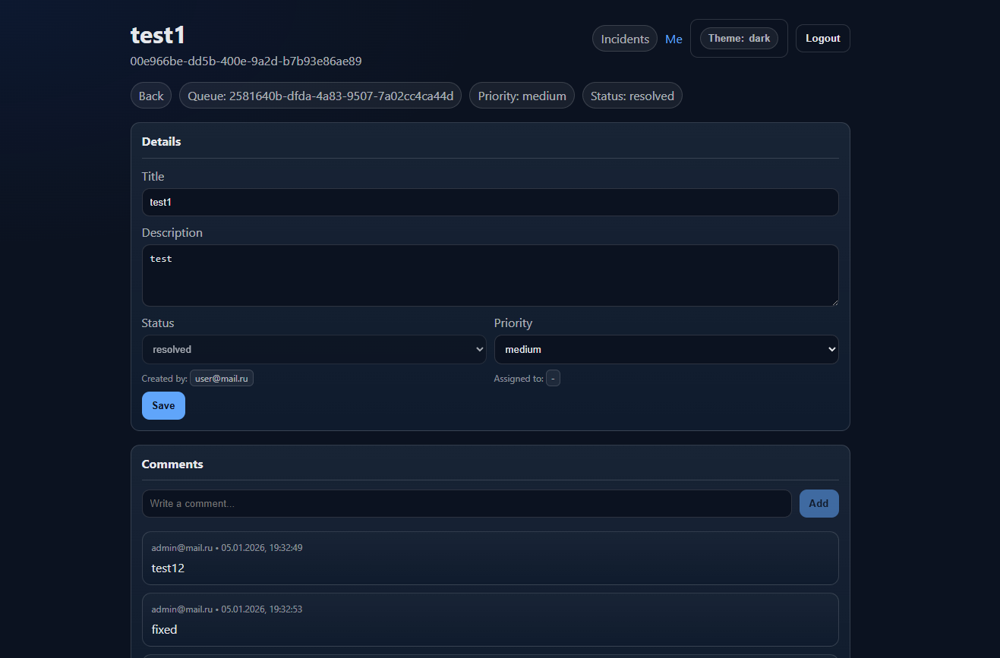 test1
00e966be-dd5b-400e-9a2d-b7b93e86ae89
Incidents Me Theme: dark Logout
Back Queue: 2581640b-dfda-4a83-9507-7a02cc4ca44d Priority: medium Status: resolved
Details
Title
test1
Description
test
Status Priority
resolved medium
Created by: user@mail.ru Assigned to: -
Save
Comments
Write a comment... Add
admin@mail.ru • 05.01.2026, 19:32:49
test12
admin@mail.ru • 05.01.2026, 19:32:53
fixed